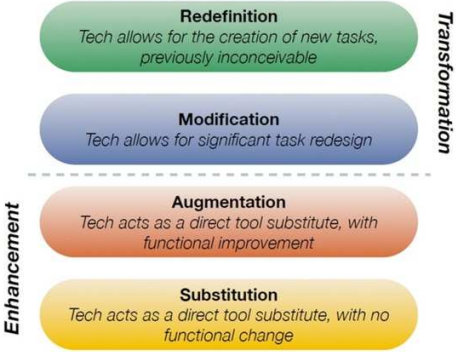 Redefinition
Tech allows for the creation of new tasks,
previously inconceivable
Modification
Tech allows for significant task redesign
Transformation
Augmentation
Tech acts as a direct tool substitute, with
functional improvement
Substitution
Tech acts as a direct tool substitute, with no
functional change
Enhancement